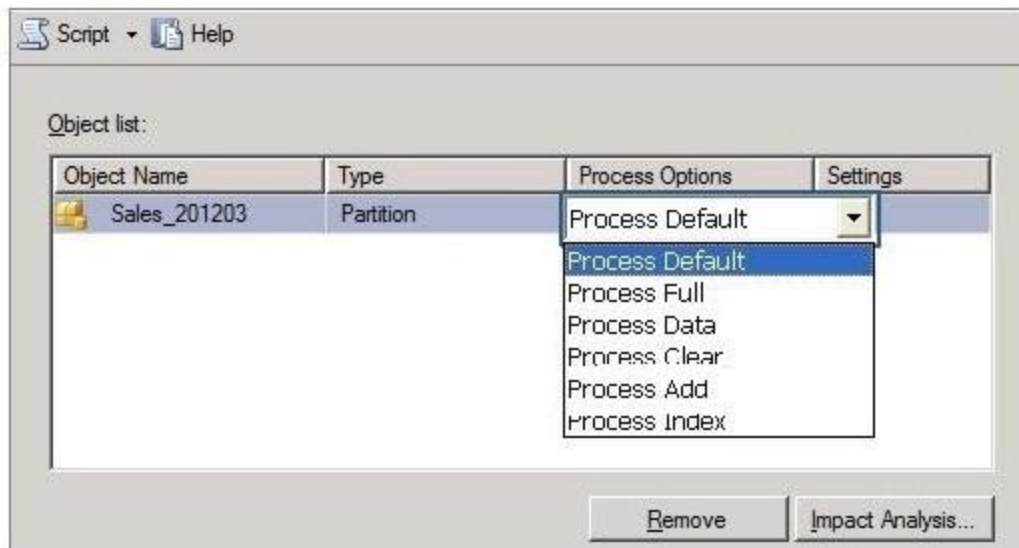 Script Help
Object list:
Object Name Type Process Options Settings
Sales_201203 Partition Process Default
Process Default
Process Full
Process Data
Process Clear
Process Add
Process Index
Remove Impact Analysis...